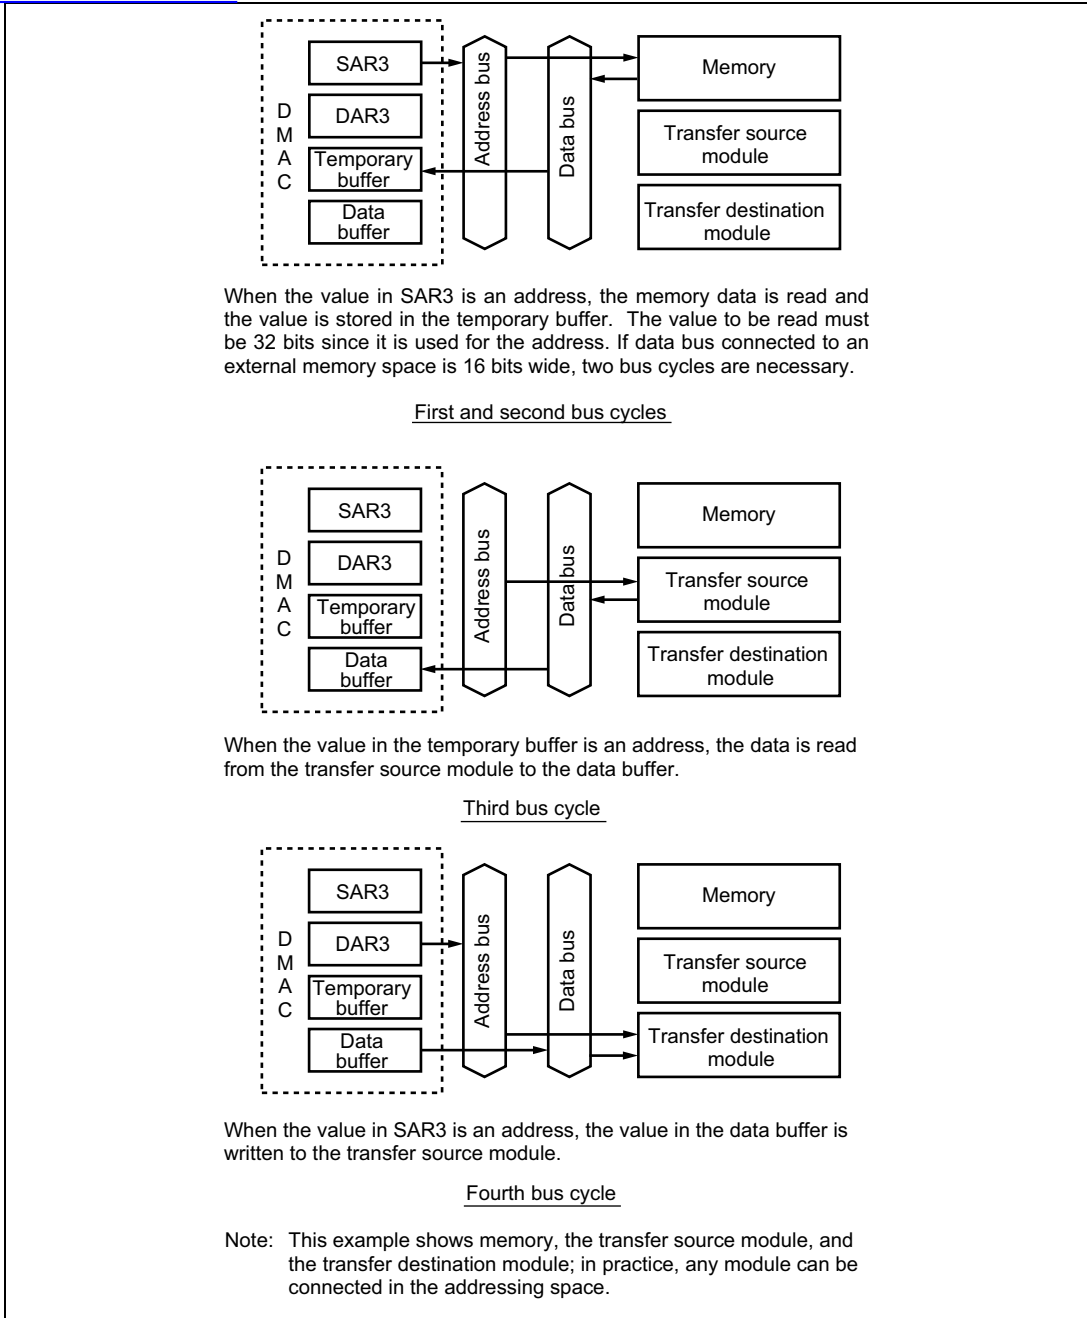 SAR3
DAR3
Temporary
buffer
Data
buffer
D
M
A
C
Address bus
Data bus
Memory
Transfer source
module
Transfer destination
module
When the value in SAR3 is an address, the memory data is read and
the value is stored in the temporary buffer.  The value to be read must
be 32 bits since it is used for the address. If data bus connected to an
external memory space is 16 bits wide, two bus cycles are necessary.
First and second bus cycles
SAR3
DAR3
Temporary
buffer
Data
buffer
D
M
A
C
Address bus
Data bus
Memory
Transfer source
module
Transfer destination
module
When the value in the temporary buffer is an address, the data is read
from the transfer source module to the data buffer.
Third bus cycle
SAR3
DAR3
Temporary
buffer
Data
buffer
D
M
A
C
Address bus
Data bus
Memory
Transfer source
module
Transfer destination
module
When the value in SAR3 is an address, the value in the data buffer is
written to the transfer source module.
Fourth bus cycle
Note: This example shows memory, the transfer source module, and
the transfer destination module; in practice, any module can be
connected in the addressing space.